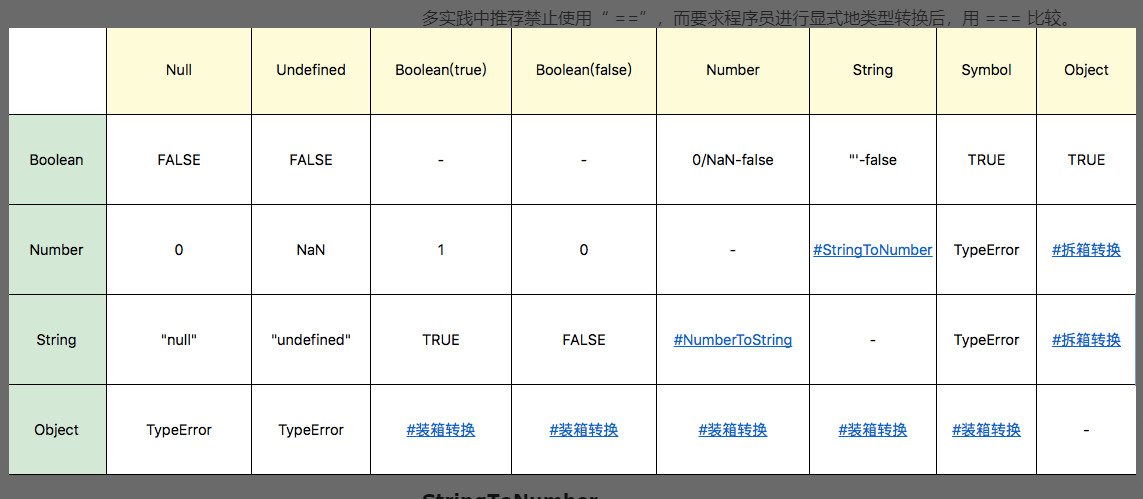 多实践中推荐禁止使用“ ==”，而要求程序员进行显式地类型转换后，用 === 比较。
Null Undefined Boolean(true) Boolean(false) Number String Symbol Object
Boolean FALSE FALSE - - 0/NaN-false "'-false TRUE TRUE
Number 0 NaN 1 0 - #StringToNumber TypeError #拆箱转换
String "null" "undefined" TRUE FALSE #NumberToString - TypeError #拆箱转换
Object TypeError TypeError #装箱转换 #装箱转换 #装箱转换 #装箱转换 #装箱转换 -
StringToNumber